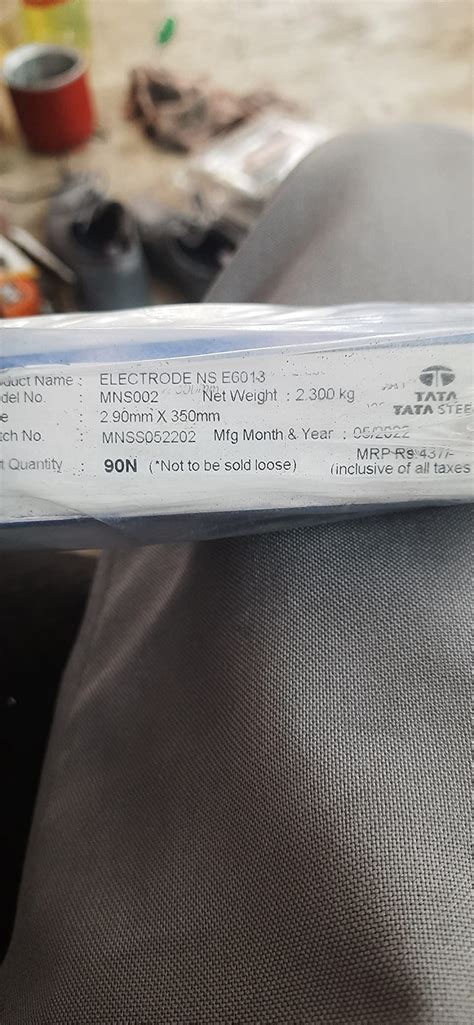 duct Name : ELECTRODE NS E6013
del No. : MNS002 Net Weight : 2.300 kg
e : 2.90mm X 350mm
tch No. : MNSS052202 Mfg Month & Year : 05/2022
t Quantity : 90N (*Not to be sold loose) MRP Rs 437/-
(inclusive of all taxes
TATA
TATA STEE